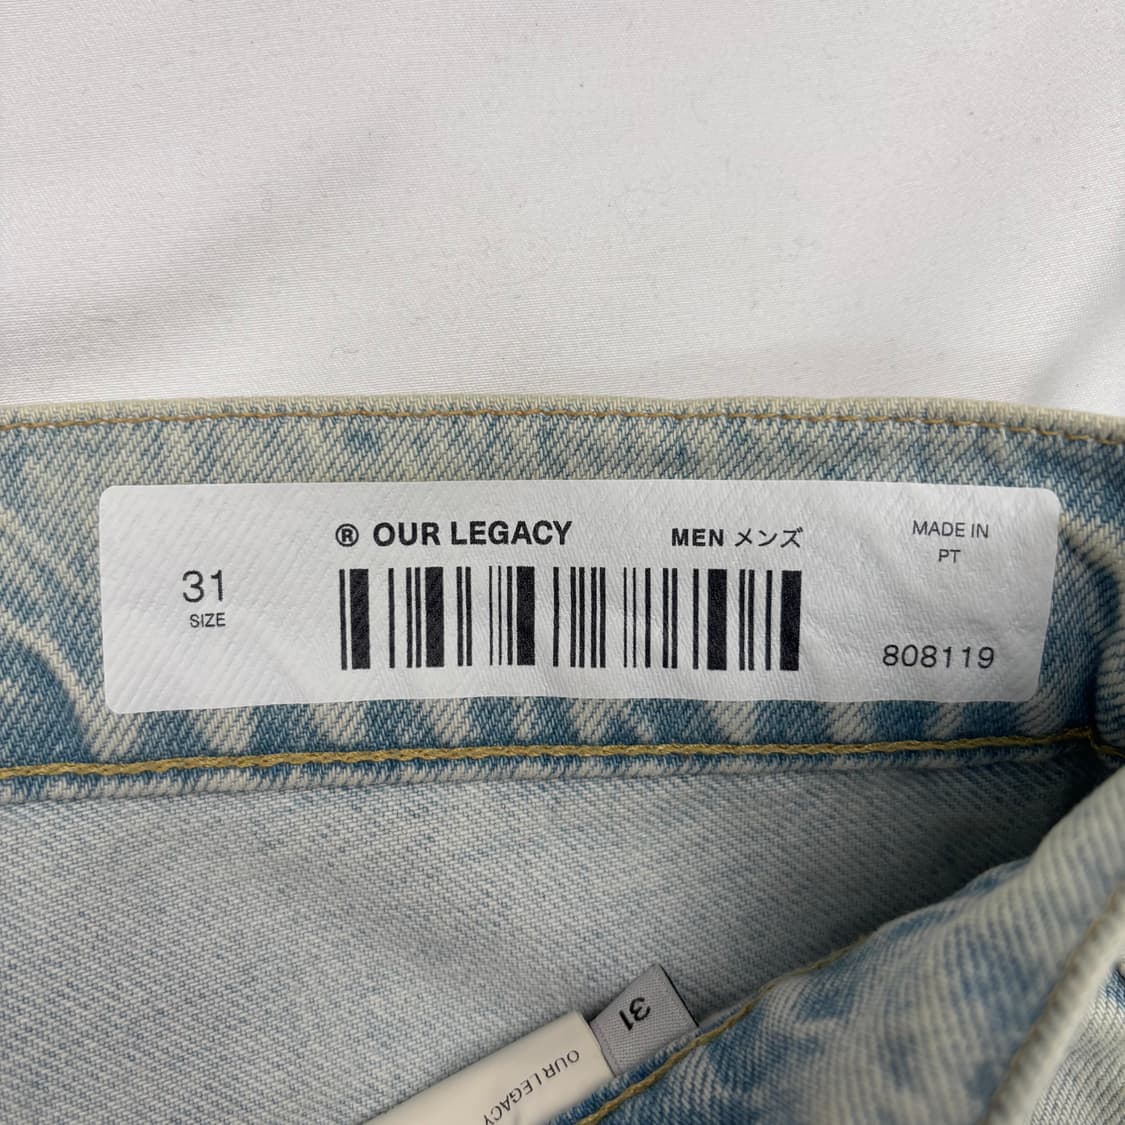 ® OUR LEGACY
MEN メンズ
MADE IN
PT
31
SIZE
808119
31
OUR LEGACY